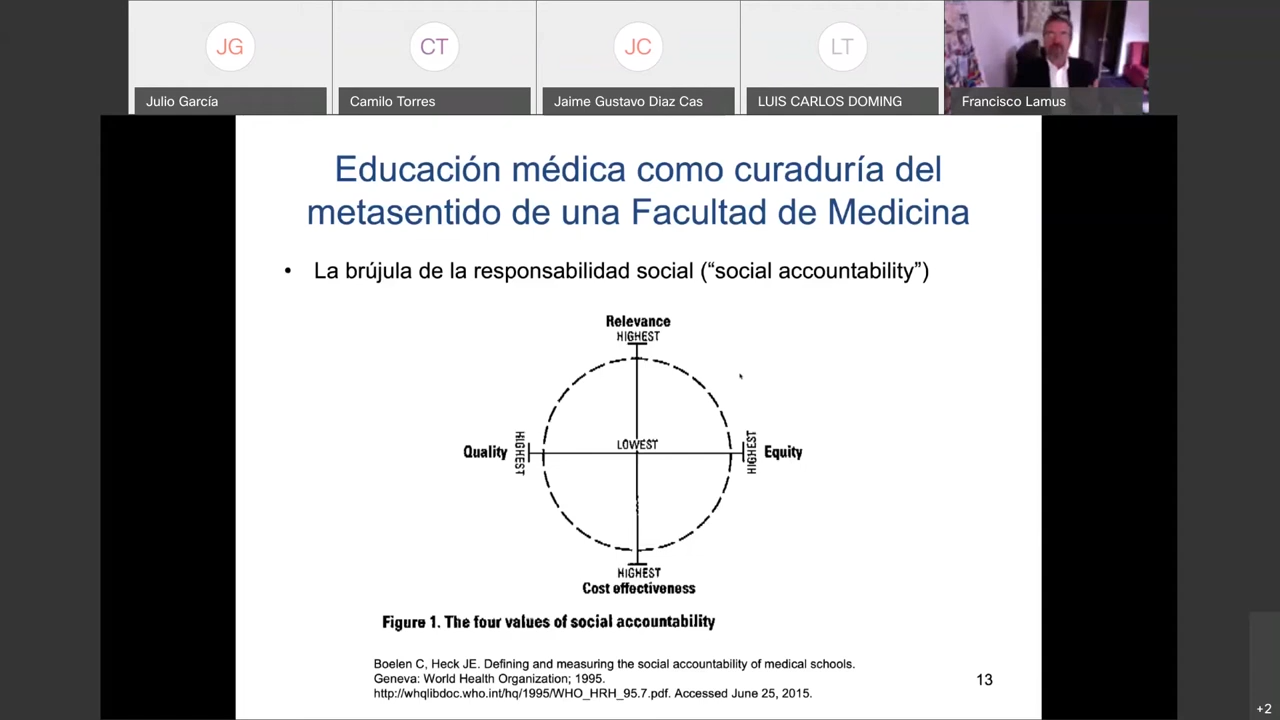 JG
CT
JC
LT
Julio García
Camilo Torres
Jaime Gustavo Diaz Cas
LUIS CARLOS DOMING
Francisco Lamus
Educación médica como curaduría del
metasentido de una Facultad de Medicina
• La brújula de la responsabilidad social (“social accountability”)
Relevance
HIGHEST
Quality
HIGHEST
LOWEST
HIGHEST
Equity
HIGHEST
Cost effectiveness
Figure 1. The four values of social accountability
Boelen C, Heck JE. Defining and measuring the social accountability of medical schools.
Geneva: World Health Organization; 1995.
http://whqlibdoc.who.int/hq/1995/WHO_HRH_95.7.pdf. Accessed June 25, 2015.
13
+2